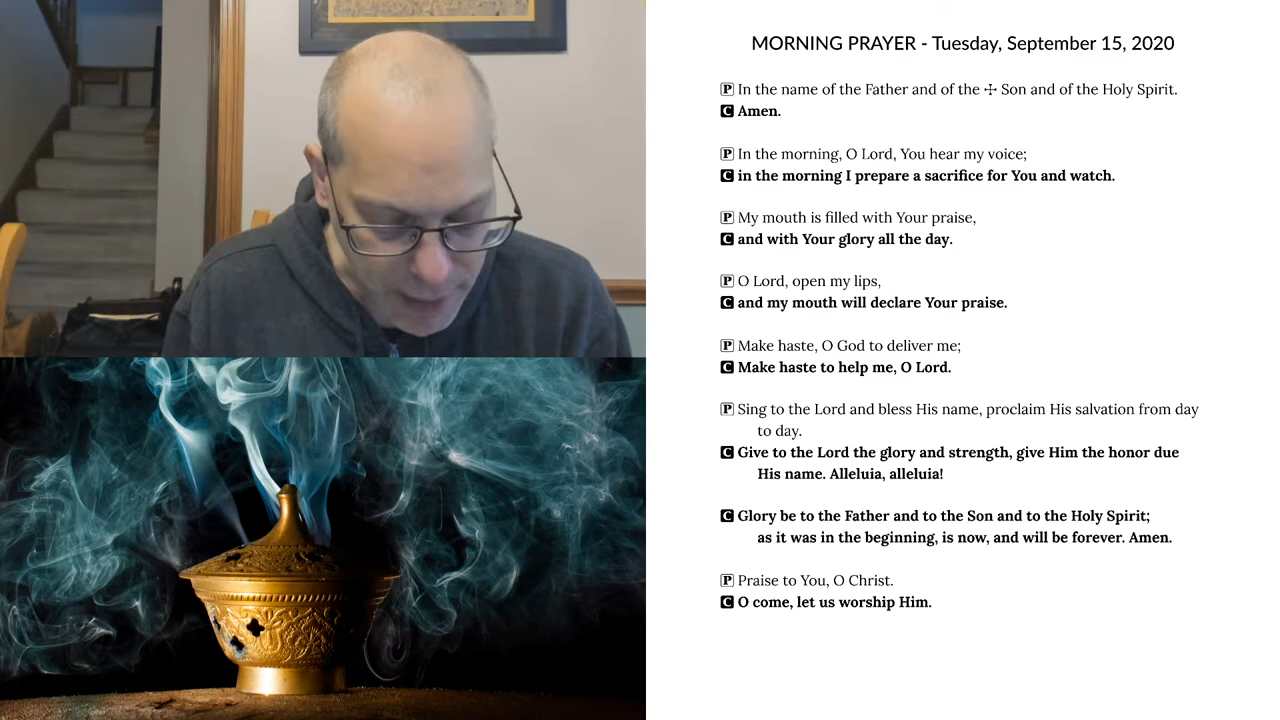 MORNING PRAYER - Tuesday, September 15, 2020
P In the name of the Father and of the ☩ Son and of the Holy Spirit.
C Amen.
P In the morning, O Lord, You hear my voice;
C in the morning I prepare a sacrifice for You and watch.
P My mouth is filled with Your praise,
C and with Your glory all the day.
P O Lord, open my lips,
C and my mouth will declare Your praise.
P Make haste, O God to deliver me;
C Make haste to help me, O Lord.
P Sing to the Lord and bless His name, proclaim His salvation from day
to day.
C Give to the Lord the glory and strength, give Him the honor due
His name. Alleluia, alleluia!
C Glory be to the Father and to the Son and to the Holy Spirit;
as it was in the beginning, is now, and will be forever. Amen.
P Praise to You, O Christ.
C O come, let us worship Him.